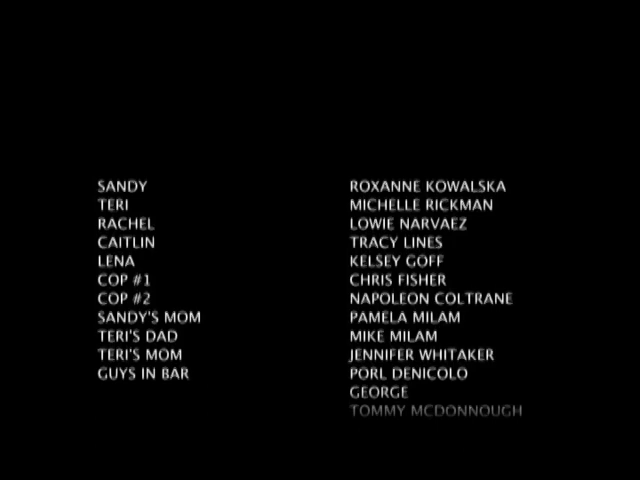 SANDY ROXANNE KOWALSKA
TERI MICHELLE RICKMAN
RACHEL LOWIE NARVAEZ
CAITLIN TRACY LINES
LENA KELSEY GOFF
COP #1 CHRIS FISHER
COP #2 NAPOLEON COLTRANE
SANDY'S MOM PAMELA MILAM
TERI'S DAD MIKE MILAM
TERI'S MOM JENNIFER WHITAKER
GUYS IN BAR PORL DENICOLO
GEORGE
TOMMY MCDONNOUGH